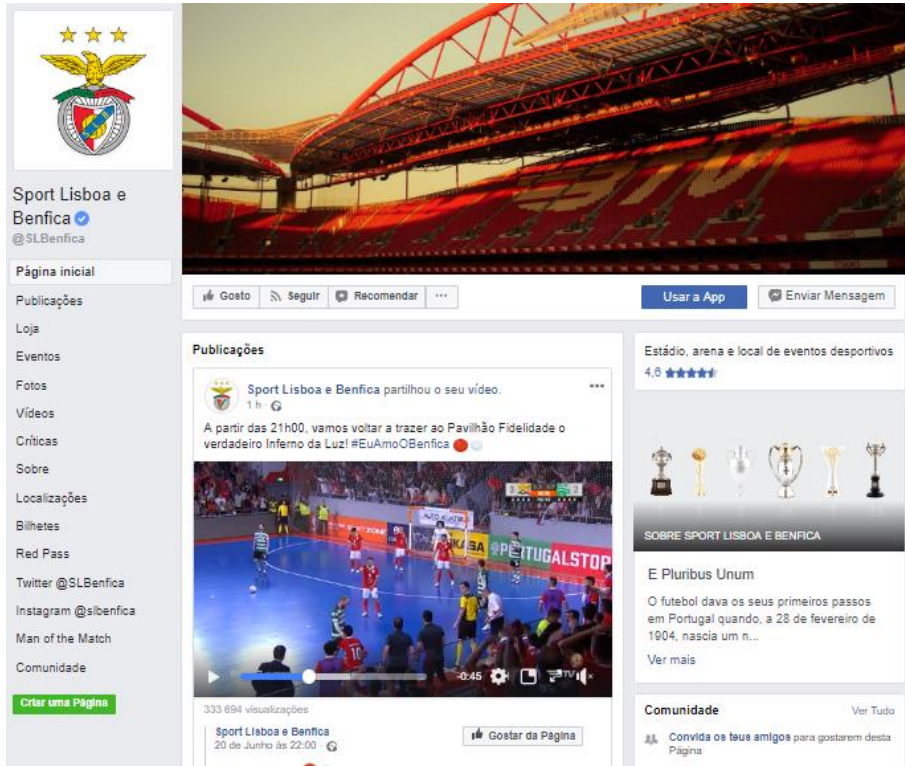 Sport Lisboa e
Benfica
@SLBenfica
Página inicial
Publicações
Loja
Eventos
Fotos
Vídeos
Críticas
Sobre
Localizações
Bilhetes
Red Pass
Twitter @SLBenfica
Instagram @slbenfica
Man of the Match
Comunidade
Criar uma Página
Gosto
Seguir
Recomendar
Usar a App
Enviar Mensagem
Publicações
Sport Lisboa e Benfica partilhou o seu vídeo.
1 h
A partir das 21h00, vamos voltar a trazer ao Pavilhão Fidelidade o
verdadeiro Inferno da Luz! #EuAmoOBenfica
SPORT ZONE
KASA
PORTUGALSTOP
10
-0:45
TV
333 694 visualizações
Sport Lisboa e Benfica
20 de Junho às 22:00
Gostar da Página
Estádio, arena e local de eventos desportivos
4,6
SOBRE SPORT LISBOA E BENFICA
E Pluribus Unum
O futebol dava os seus primeiros passos
em Portugal quando, a 28 de fevereiro de
1904, nascia um n...
Ver mais
Comunidade
Ver Tudo
Convida os teus amigos para gostarem desta
Página